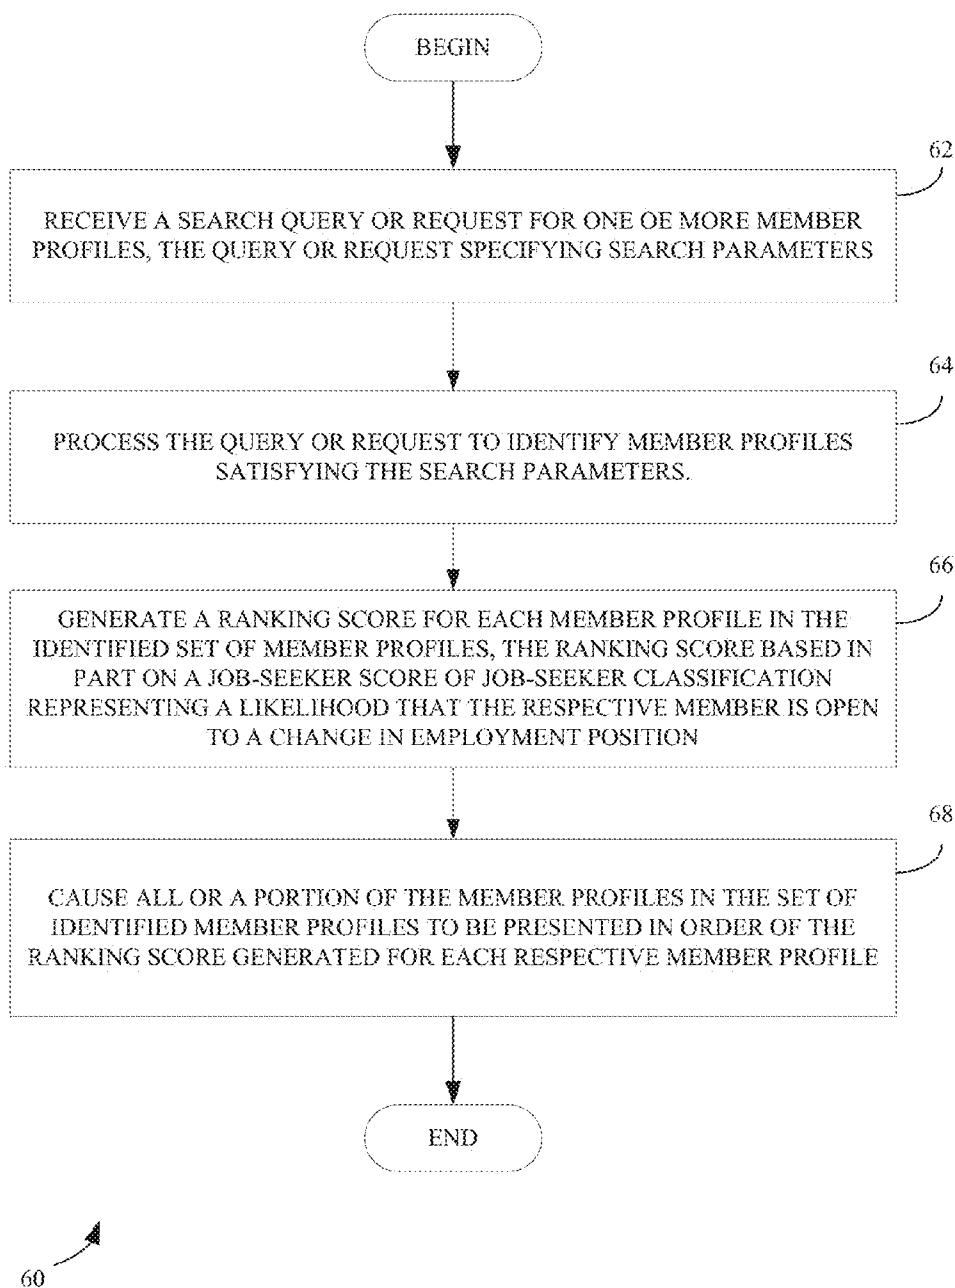 BEGIN
62
RECEIVE A SEARCH QUERY OR REQUEST FOR ONE OE MORE MEMBER
PROFILES, THE QUERY OR REQUEST SPECIFYING SEARCH PARAMETERS
64
PROCESS THE QUERY OR REQUEST TO IDENTIFY MEMBER PROFILES
SATISFYING THE SEARCH PARAMETERS.
66
GENERATE A RANKING SCORE FOR EACH MEMBER PROFILE IN THE
IDENTIFIED SET OF MEMBER PROFILES, THE RANKING SCORE BASED IN
PART ON A JOB-SEEKER SCORE OF JOB-SEEKER CLASSIFICATION
REPRESENTING A LIKELIHOOD THAT THE RESPECTIVE MEMBER IS OPEN
TO A CHANGE IN EMPLOYMENT POSITION
68
CAUSE ALL OR A PORTION OF THE MEMBER PROFILES IN THE SET OF
IDENTIFIED MEMBER PROFILES TO BE PRESENTED IN ORDER OF THE
RANKING SCORE GENERATED FOR EACH RESPECTIVE MEMBER PROFILE
END
60